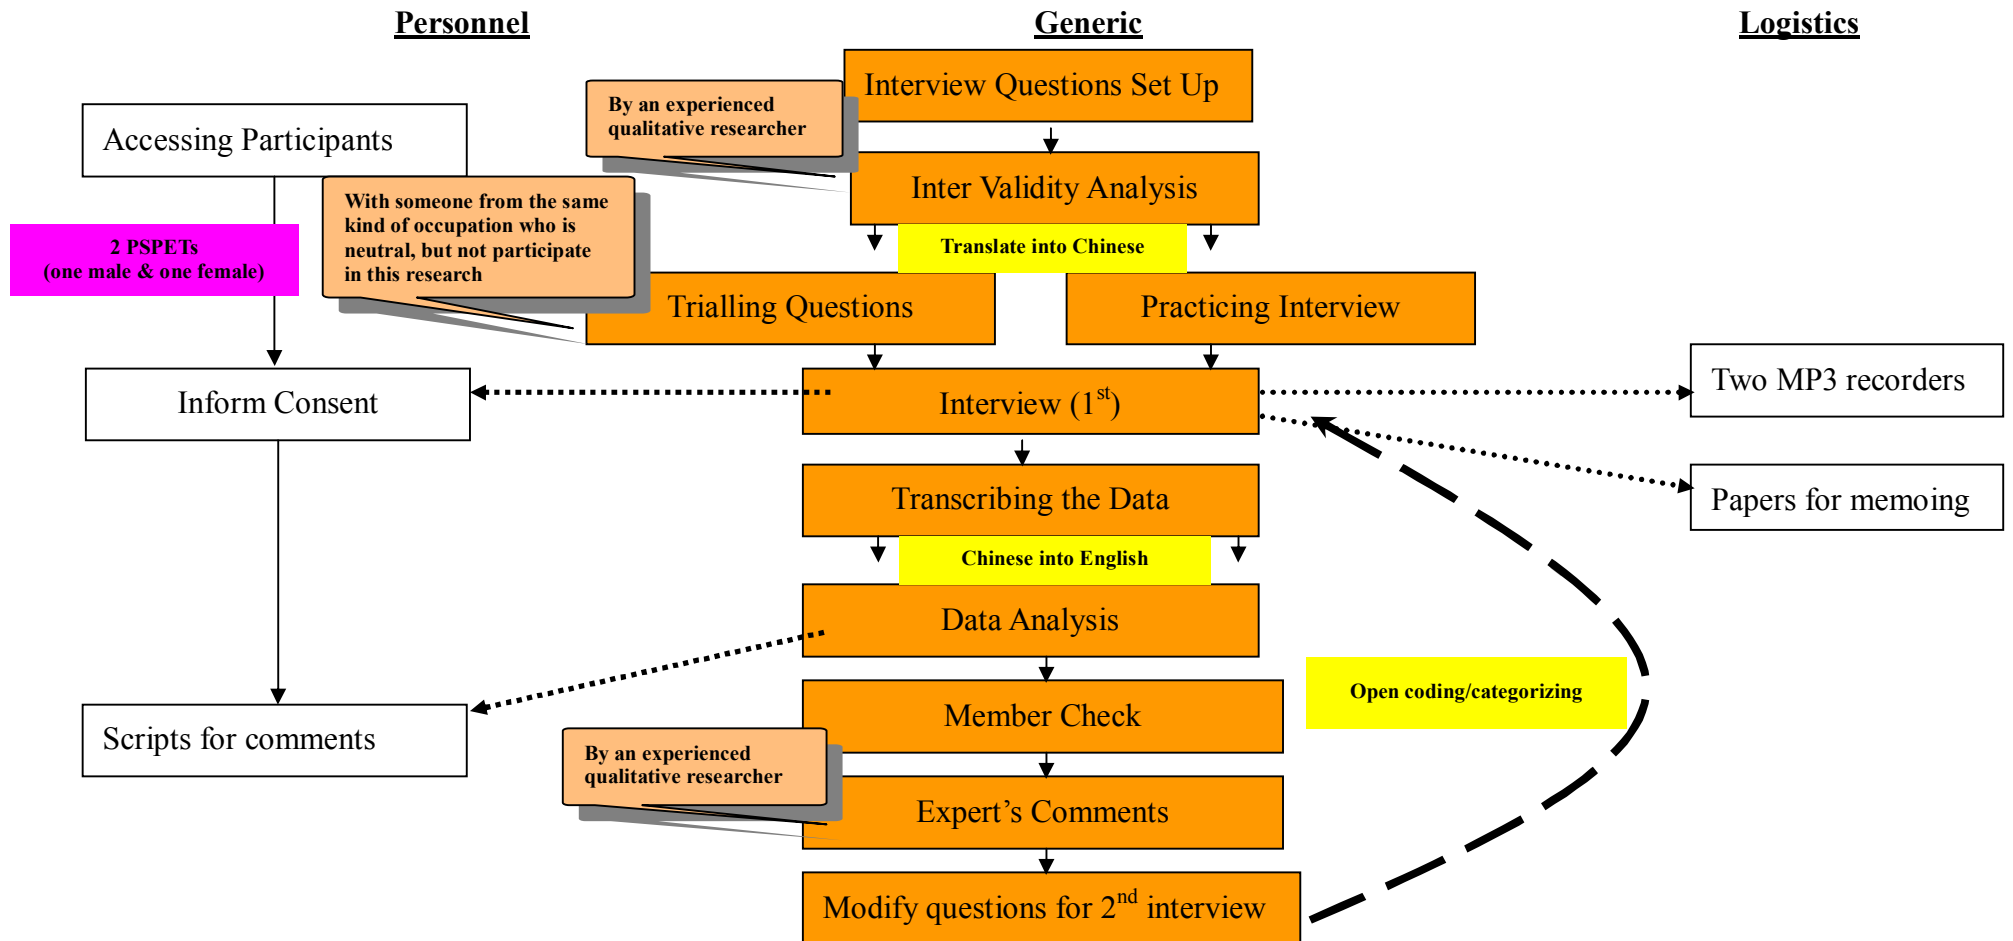 Personnel
Generic
Logistics
Interview Questions Set Up
By an experienced
qualitative researcher
Accessing Participants
Inter Validity Analysis
With someone from the same
kind of occupation who is
neutral, but not participate
in this research
2 PSPETs
(one male & one female)
Translate into Chinese
Trialling Questions
Practicing Interview
Inform Consent
Interview (1st)
Two MP3 recorders
Transcribing the Data
Papers for memoing
Chinese into English
Data Analysis
Open coding/categorizing
Member Check
Scripts for comments
By an experienced
qualitative researcher
Expert’s Comments
Modify questions for 2nd interview